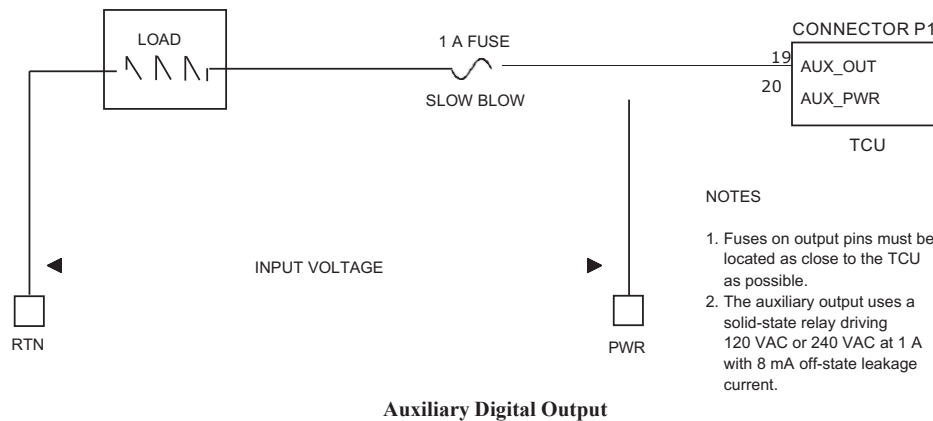 LOAD
1 A FUSE
SLOW BLOW
CONNECTOR P1
19
AUX_OUT
20
AUX_PWR
TCU
INPUT VOLTAGE
RTN
PWR
NOTES
1. Fuses on output pins must be
located as close to the TCU
as possible.
2. The auxiliary output uses a
solid-state relay driving
120 VAC or 240 VAC at 1 A
with 8 mA off-state leakage
current.
Auxiliary Digital Output